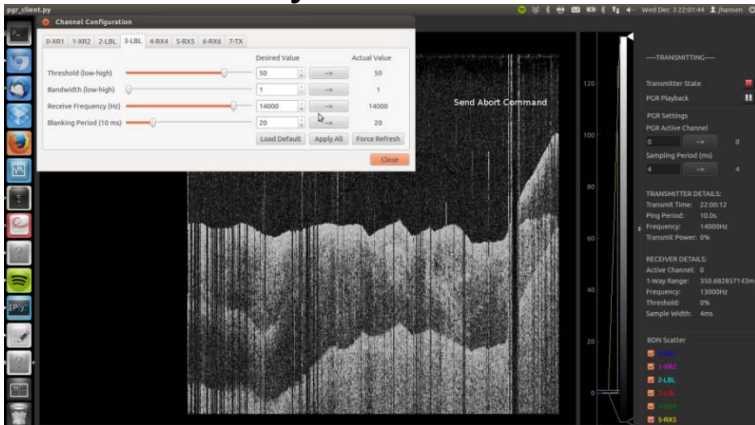 pgr_client.py
Wed Dec 3 22:01:44
jhansen
Channel Configuration
0-XR1 1-XR2 2-LBL 3-LBL 4-RX4 5-RX5 6-RX6 7-TX
Desired Value Actual Value
Threshold (low-high) 50 --> 50
Bandwidth (low-high) 1 --> 1
Receive Frequency (Hz) 14000 --> 14000
Blanking Period (10 ms) 20 --> 20
Load Default Apply All Force Refresh
Close
Send Abort Command
120
100
80
60
40
20
0
----TRANSMITTING----
Transmitter State
PGR Playback
PGR Settings
PGR Active Channel
0 --> 0
Sampling Period (ms)
4 --> 4
TRANSMITTER DETAILS:
Transmit Time: 22:00:12
Ping Period: 10.0s
Frequency: 14000Hz
Transmit Power: 0%
RECEIVER DETAILS:
Active Channel: 0
1-Way Range: 350.682857143m
Frequency: 13000Hz
Threshold: 0%
Sample Width: 4ms
BDN Scatter
1-XR2
2-LBL
3-LBL
5-RX5
IP[y]: